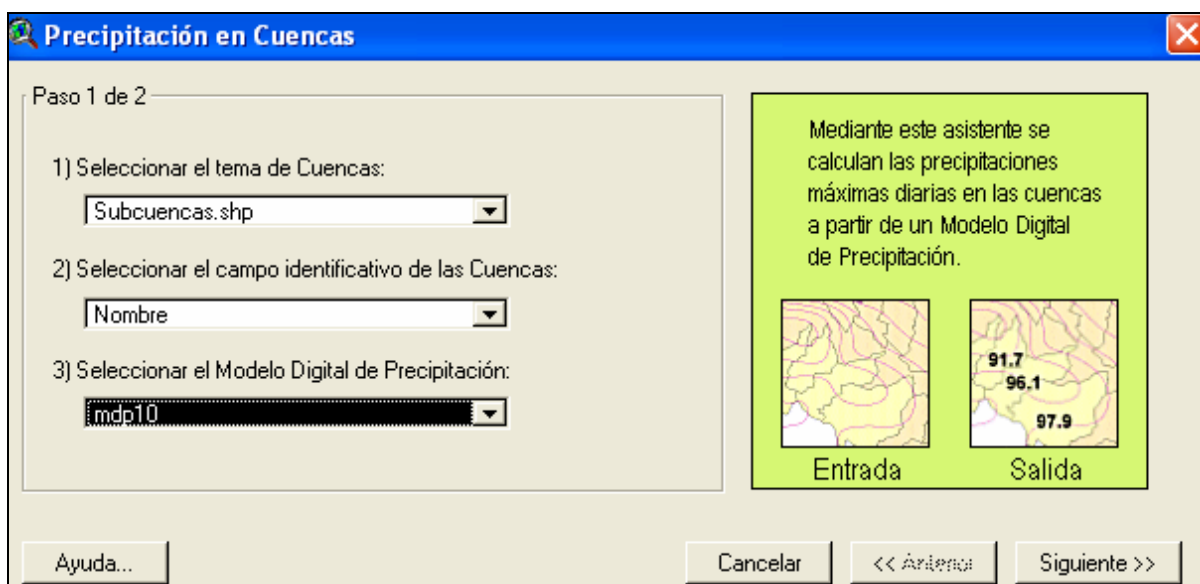 Precipitación en Cuencas
Paso 1 de 2
1) Seleccionar el tema de Cuencas:
Subcuencas.shp
2) Seleccionar el campo identificativo de las Cuencas:
Nombre
3) Seleccionar el Modelo Digital de Precipitación:
mdp10
Mediante este asistente se
calculan las precipitaciones
máximas diarias en las cuencas
a partir de un Modelo Digital
de Precipitación.
91.7
96.1
97.9
Entrada
Salida
Ayuda...
Cancelar
<< Anterior
Siguiente >>